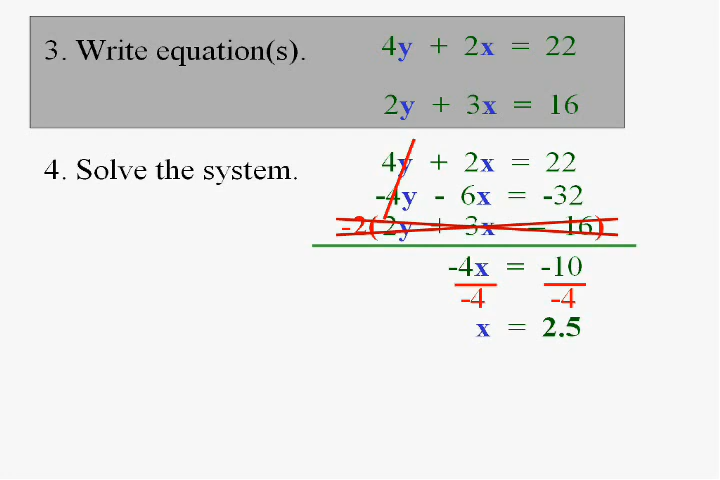 3. Write equation(s).
4y + 2x = 22
2y + 3x = 16
4. Solve the system.
4y + 2x = 22
-4y - 6x = -32
-2(2y + 3x = 16)
-4x = -10
-4 -4
x = 2.5